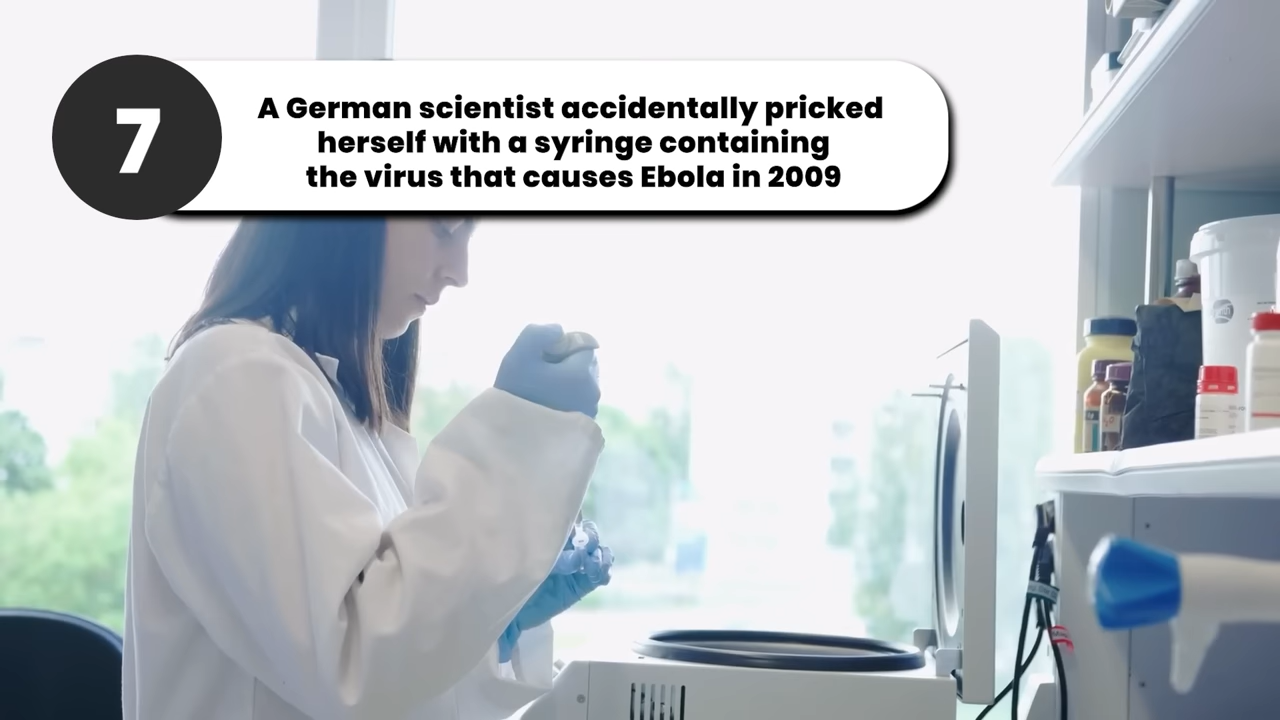 7
A German scientist accidentally pricked
herself with a syringe containing
the virus that causes Ebola in 2009